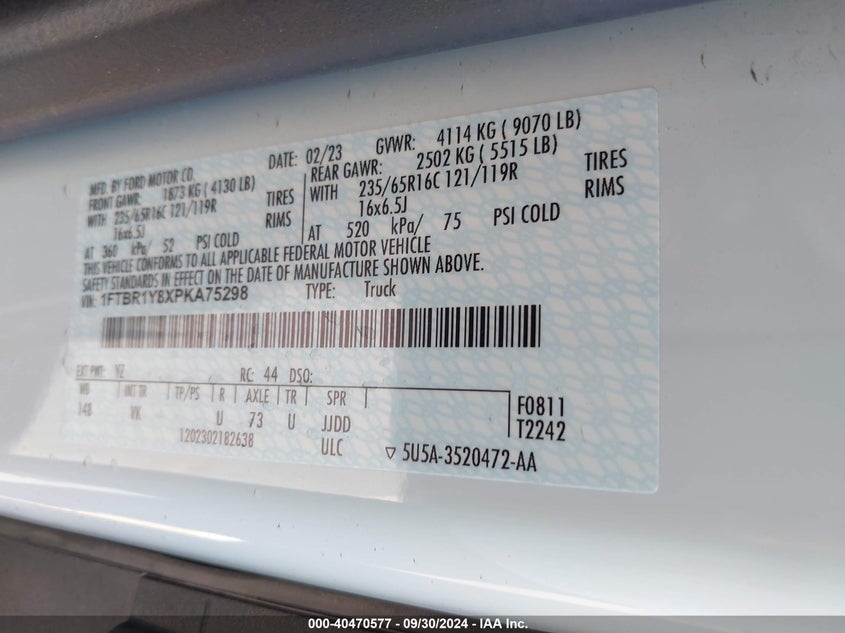 MFD. BY FORD MOTOR CO. DATE: 02/23 GVWR: 4114 KG ( 9070 LB)
FRONT GAWR: 1873 KG ( 4130 LB) REAR GAWR: 2502 KG ( 5515 LB)
WITH 235/65R16C 121/119R TIRES WITH 235/65R16C 121/119R TIRES
16x6.5J RIMS 16x6.5J RIMS
AT 360 kPa/ 52 PSI COLD AT 520 kPa/ 75 PSI COLD
THIS VEHICLE CONFORMS TO ALL APPLICABLE FEDERAL MOTOR VEHICLE
SAFETY STANDARDS IN EFFECT ON THE DATE OF MANUFACTURE SHOWN ABOVE.
VIN: 1FTBR1Y8XPKA75298 TYPE: Truck
EXT PNT: YZ RC: 44 DSO:
WB INT TR TP/PS R AXLE TR SPR
148 VK U 73 U JJDD
ULC
F0811
T2242
1202302182638
▽ 5U5A-3520472-AA
000-40470577 - 09/30/2024 - IAA Inc.